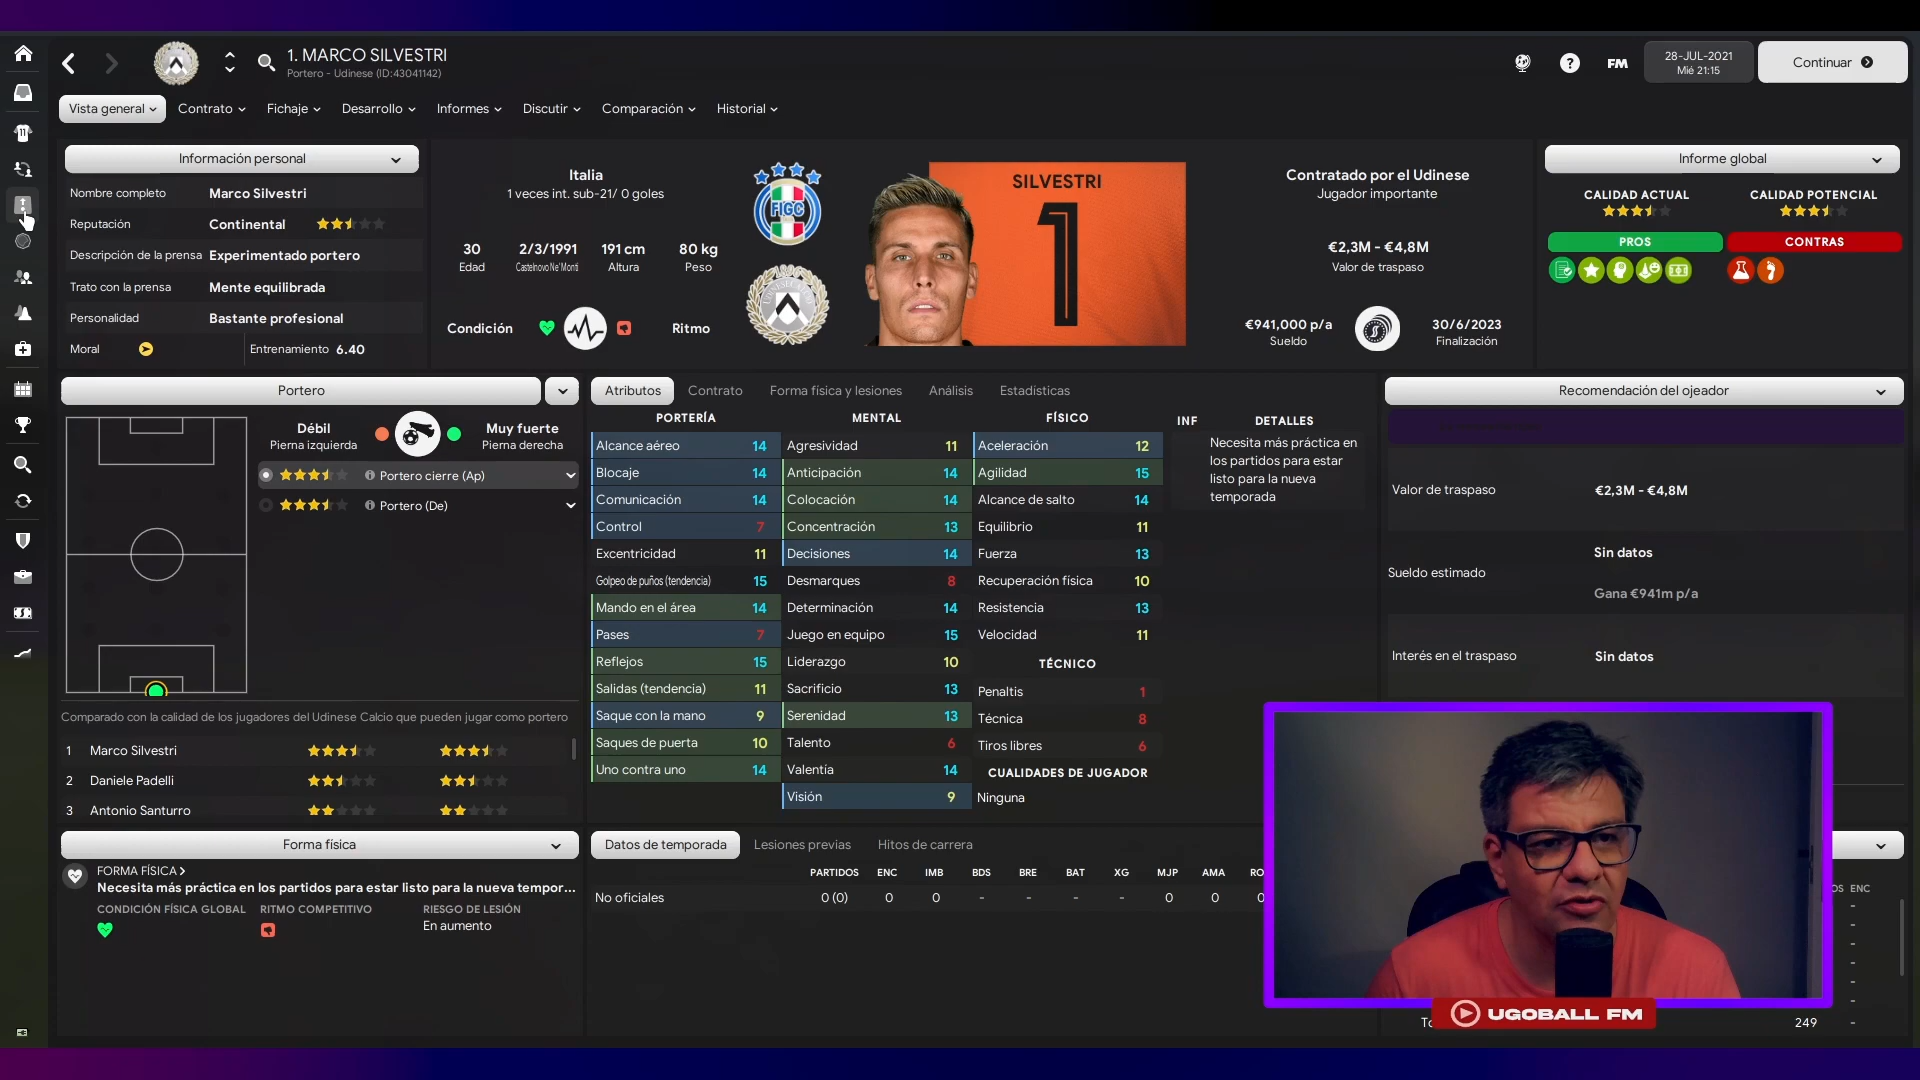 1. MARCO SILVESTRI
Portero - Udinese (ID:43041142)
FM
28-JUL-2021
Mié 21:15
Continuar
Vista general
Contrato
Fichaje
Desarrollo
Informes
Discutir
Comparación
Historial
Información personal
Nombre completo Marco Silvestri
Reputación Continental
Descripción de la prensa Experimentado portero
Trato con la prensa Mente equilibrada
Personalidad Bastante profesional
Moral
Entrenamiento 6.40
Italia
1 veces int. sub-21/ 0 goles
30 2/3/1991 191 cm 80 kg
Edad Castelnovo Ne' Monti Altura Peso
Condición
Ritmo
FIGC
SILVESTRI
1
Contratado por el Udinese
Jugador importante
€2,3M - €4,8M
Valor de traspaso
€941,000 p/a
Sueldo
30/6/2023
Finalización
Informe global
CALIDAD ACTUAL CALIDAD POTENCIAL
PROS CONTRAS
Portero
Débil
Pierna izquierda
Muy fuerte
Pierna derecha
Portero cierre (Ap)
Portero (De)
Comparado con la calidad de los jugadores del Udinese Calcio que pueden jugar como portero
1 Marco Silvestri
2 Daniele Padelli
3 Antonio Santurro
Atributos
Contrato
Forma física y lesiones
Análisis
Estadísticas
PORTERÍA
Alcance aéreo 14
Blocaje 14
Comunicación 14
Control 7
Excentricidad 11
Golpeo de puños (tendencia) 15
Mando en el área 14
Pases 7
Reflejos 15
Salidas (tendencia) 11
Saque con la mano 9
Saques de puerta 10
Uno contra uno 14
MENTAL
Agresividad 11
Anticipación 14
Colocación 14
Concentración 13
Decisiones 14
Desmarques 8
Determinación 14
Juego en equipo 15
Liderazgo 10
Sacrificio 13
Serenidad 13
Talento 6
Valentía 14
Visión 9
FÍSICO
Aceleración 12
Agilidad 15
Alcance de salto 14
Equilibrio 11
Fuerza 13
Recuperación física 10
Resistencia 13
Velocidad 11
TÉCNICO
Penaltis 1
Técnica 8
Tiros libres 6
CUALIDADES DE JUGADOR
Ninguna
INF DETALLES
Necesita más práctica en
los partidos para estar
listo para la nueva
temporada
Recomendación del ojeador
Valor de traspaso €2,3M - €4,8M
Sueldo estimado
Sin datos
Gana €941m p/a
Interés en el traspaso Sin datos
Forma física
FORMA FÍSICA
Necesita más práctica en los partidos para estar listo para la nueva tempor...
CONDICIÓN FÍSICA GLOBAL RITMO COMPETITIVO RIESGO DE LESIÓN
En aumento
Datos de temporada
Lesiones previas
Hitos de carrera
PARTIDOS ENC IMB BDS BRE BAT XG MJP AMA RO
No oficiales 0 (0) 0 0 - - - - 0 0 0
ENC
249 -
UGOBALL FM